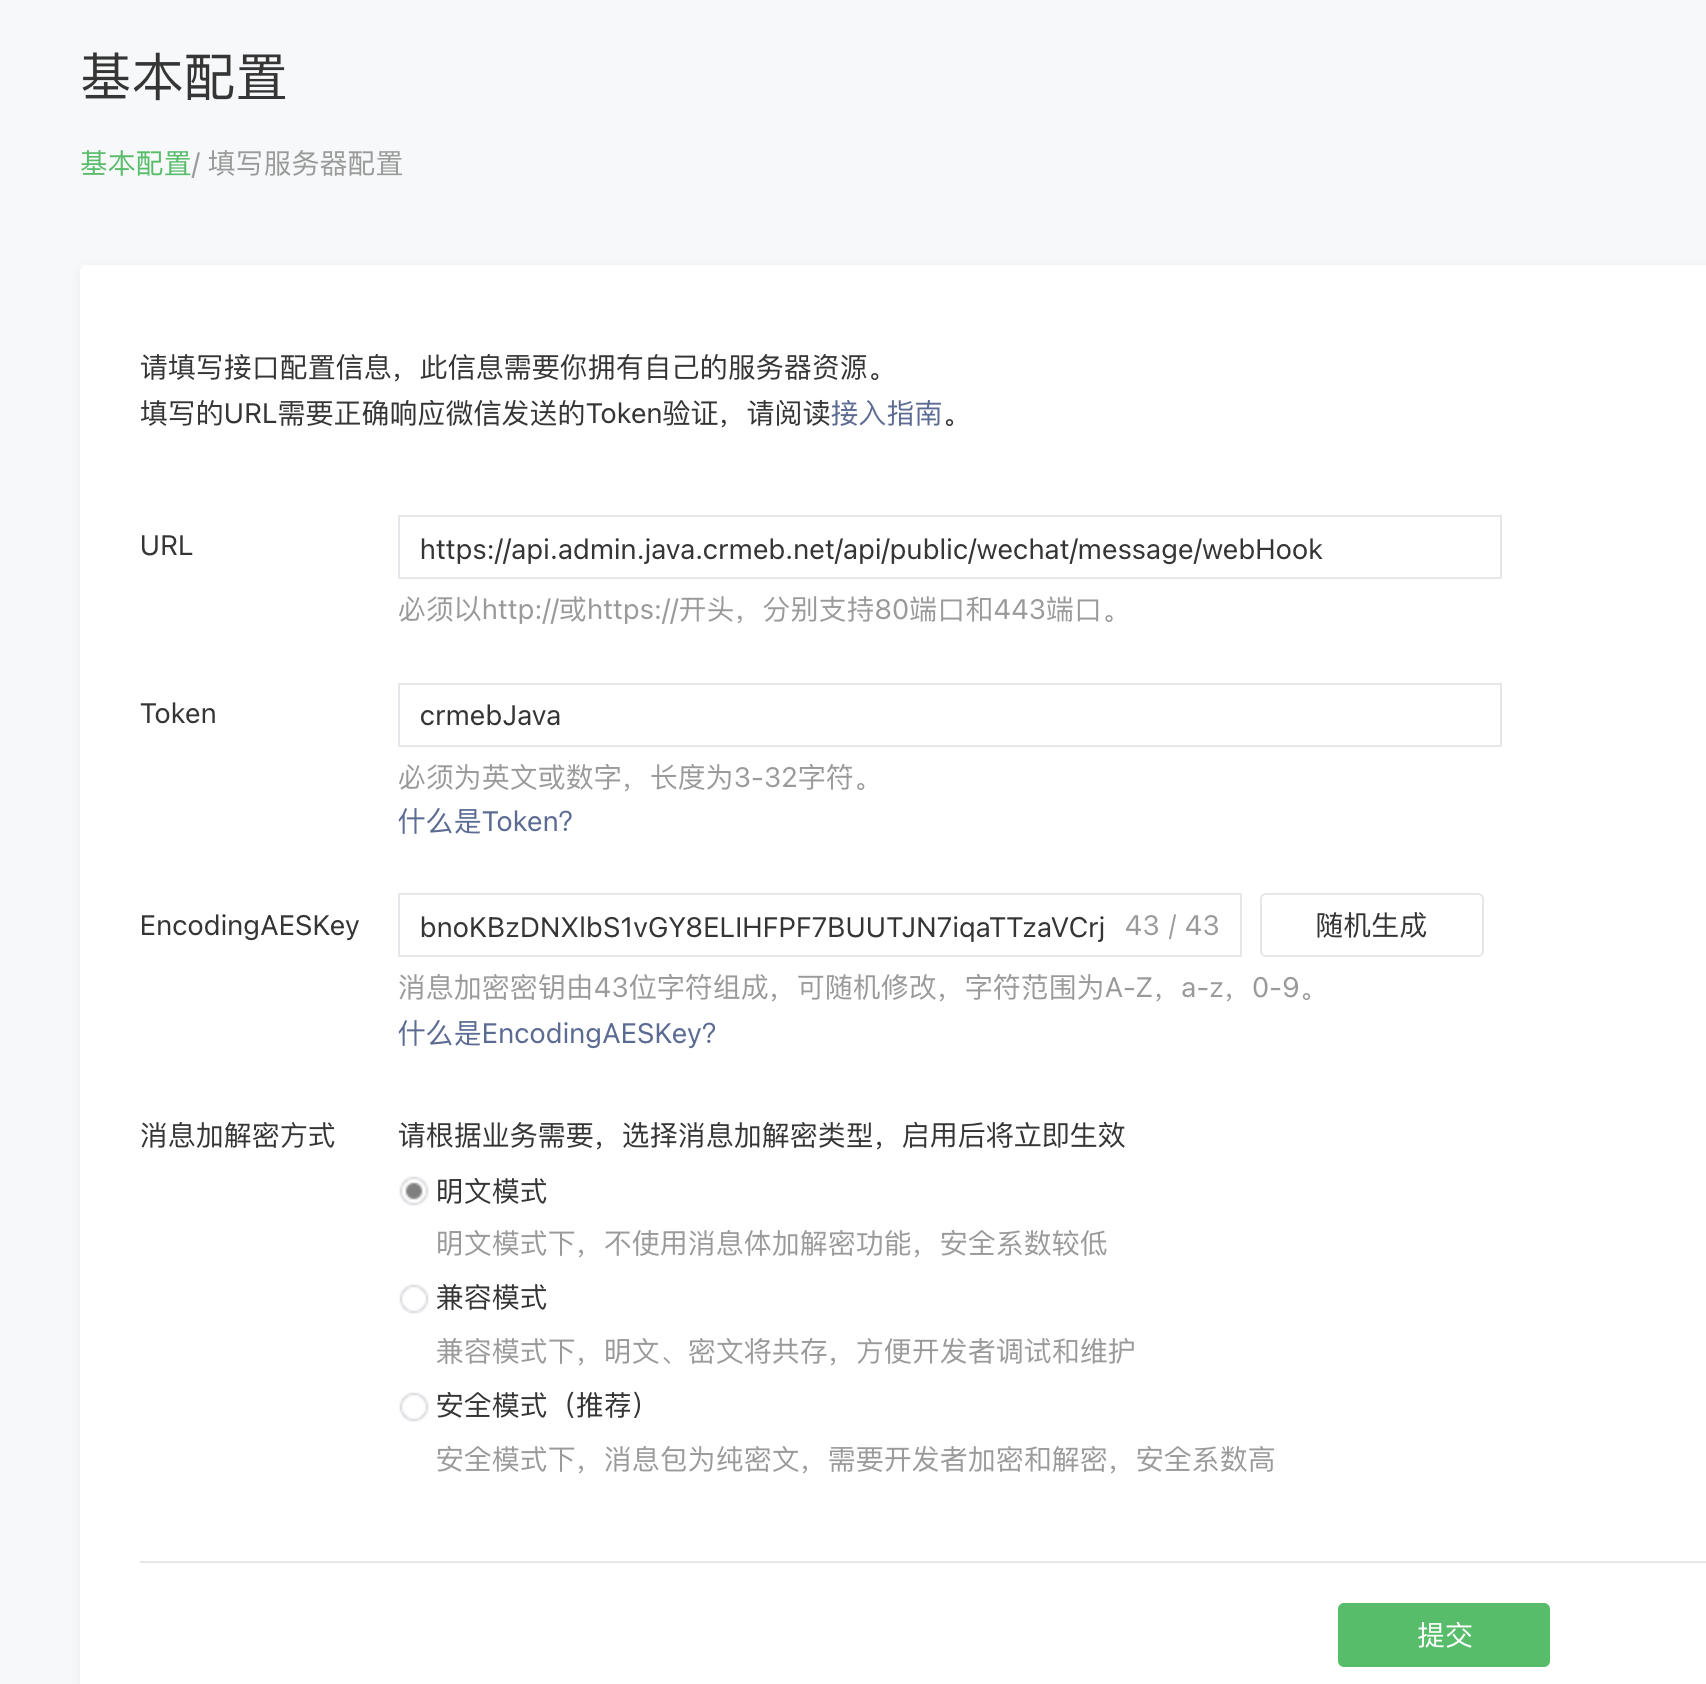 基本配置
基本配置/ 填写服务器配置
请填写接口配置信息，此信息需要你拥有自己的服务器资源。
填写的URL需要正确响应微信发送的Token验证，请阅读接入指南。
URL
https://api.admin.java.crmeb.net/api/public/wechat/message/webHook
必须以http://或https://开头，分别支持80端口和443端口。
Token
crmebJava
必须为英文或数字，长度为3-32字符。
什么是Token?
EncodingAESKey
bnoKBzDNXlbS1vGY8ELIHFPF7BUUTJN7iqaTTzaVCrj 43 / 43 随机生成
消息加密密钥由43位字符组成，可随机修改，字符范围为A-Z，a-z，0-9。
什么是EncodingAESKey?
消息加解密方式 请根据业务需要，选择消息加解密类型，启用后将立即生效
明文模式
明文模式下，不使用消息体加解密功能，安全系数较低
兼容模式
兼容模式下，明文、密文将共存，方便开发者调试和维护
安全模式（推荐）
安全模式下，消息包为纯密文，需要开发者加密和解密，安全系数高
提交